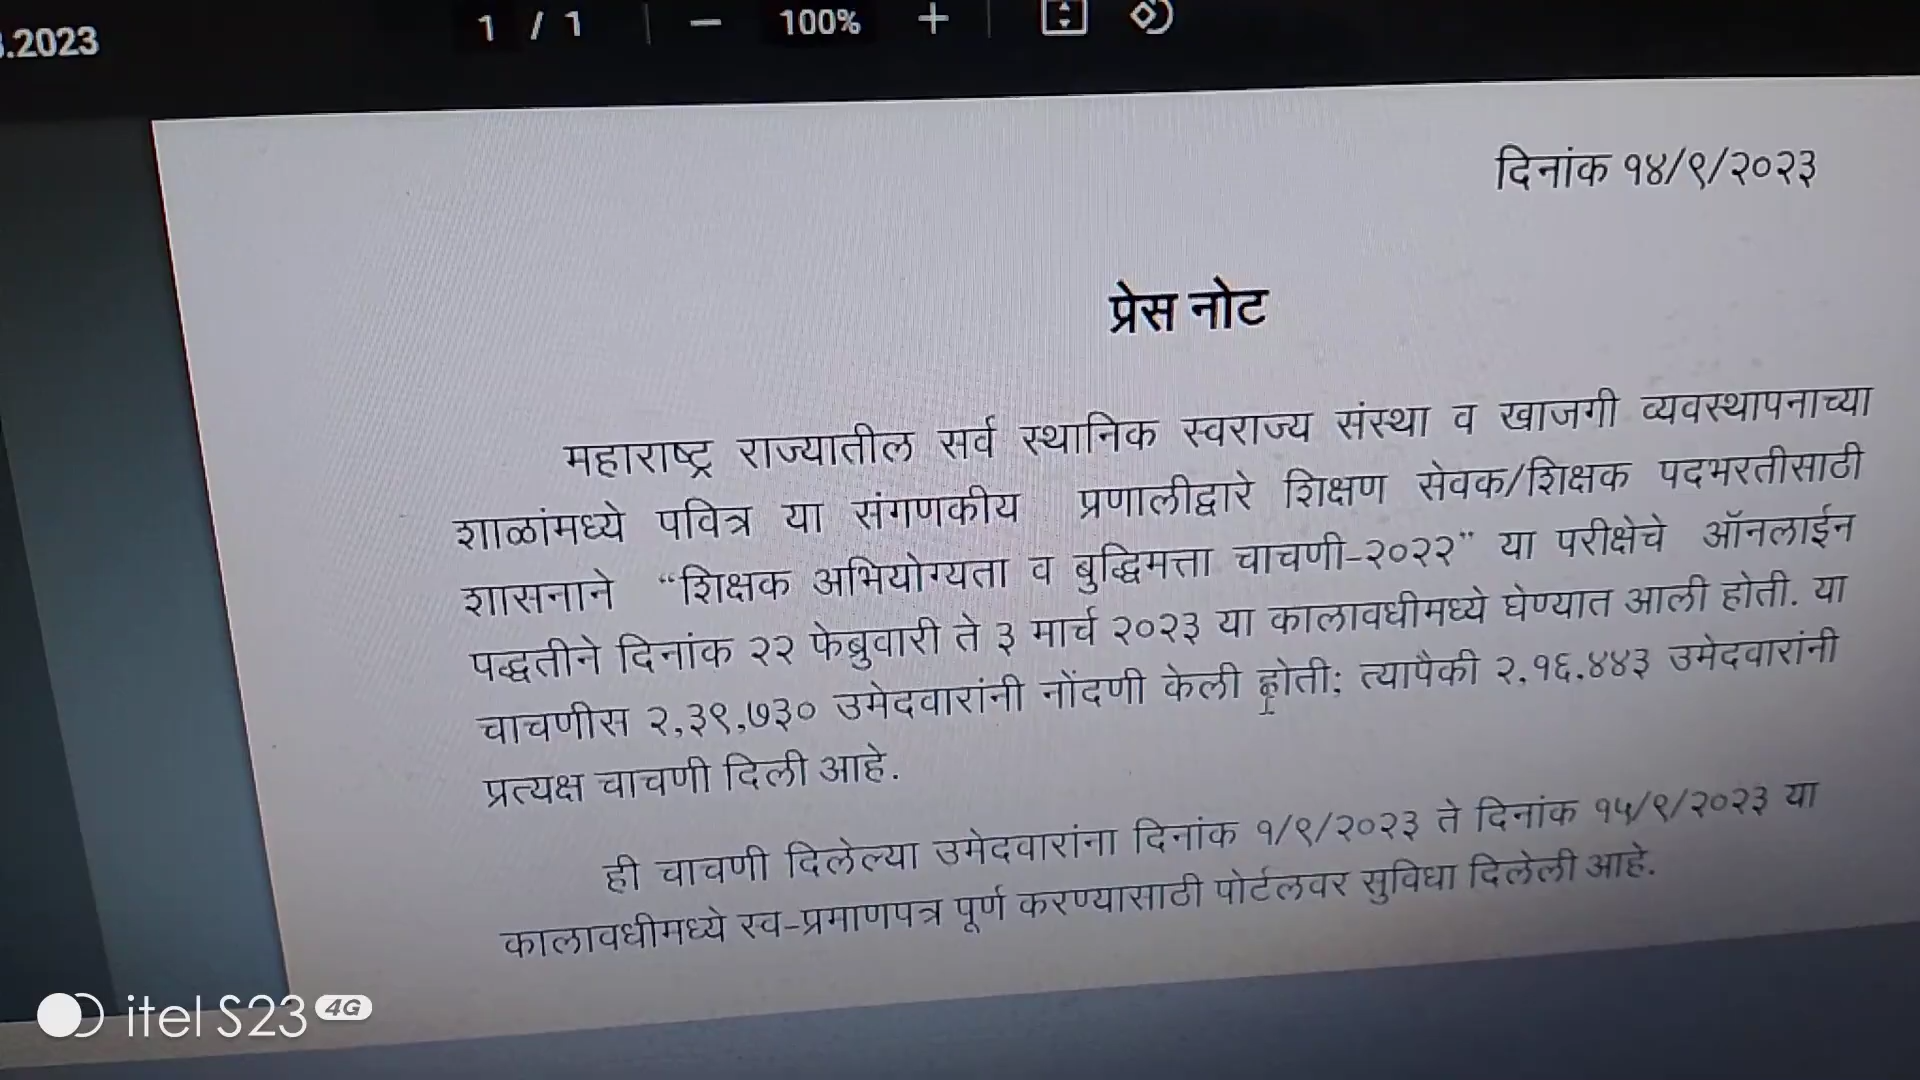 .2023
1 / 1 | − 100% + |
दिनांक १४/९/२०२३
प्रेस नोट
महाराष्ट्र राज्यातील सर्व स्थानिक स्वराज्य संस्था व खाजगी व्यवस्थापनाच्या
शाळांमध्ये पवित्र या संगणकीय प्रणालीद्वारे शिक्षण सेवक/शिक्षक पदभरतीसाठी
शासनाने “शिक्षक अभियोग्यता व बुद्धिमत्ता चाचणी-२०२२” या परीक्षेचे ऑनलाईन
पद्धतीने दिनांक २२ फेब्रुवारी ते ३ मार्च २०२३ या कालावधीमध्ये घेण्यात आली होती. या
चाचणीस २,३९,७३० उमेदवारांनी नोंदणी केली होती; त्यापैकी २,१६,४४३ उमेदवारांनी
प्रत्यक्ष चाचणी दिली आहे.
ही चाचणी दिलेल्या उमेदवारांना दिनांक १/९/२०२३ ते दिनांक १५/९/२०२३ या
कालावधीमध्ये स्व-प्रमाणपत्र पूर्ण करण्यासाठी पोर्टलवर सुविधा दिलेली आहे.
itel S23 4G